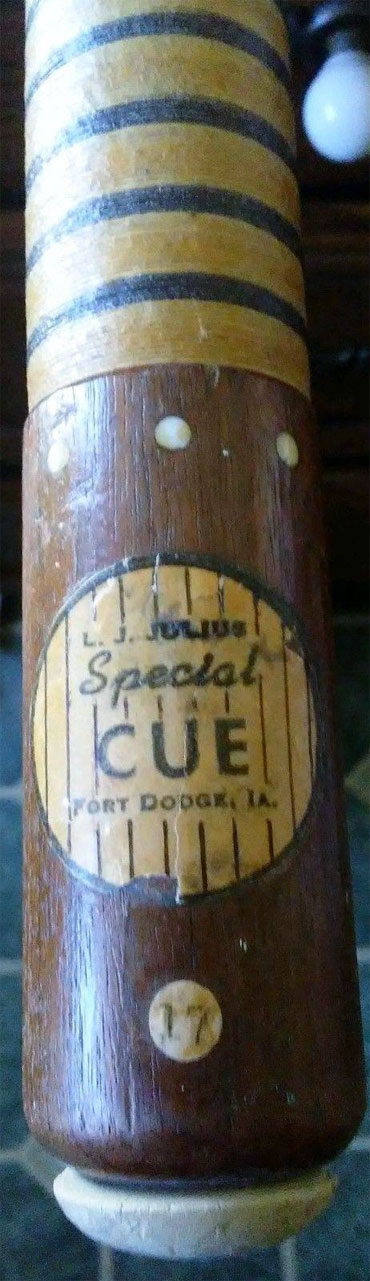 L. J. JULIUS
Special
CUE
FORT DODGE, IA.
17